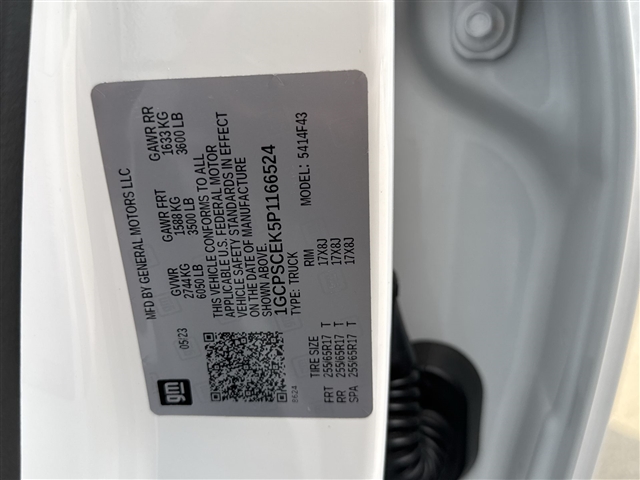 MFD BY GENERAL MOTORS LLC
gm
05/23
GVWR GAWR FRT GAWR RR
2744 KG 1588 KG 1633 KG
6050 LB 3500 LB 3600 LB
THIS VEHICLE CONFORMS TO ALL
APPLICABLE U.S. FEDERAL MOTOR
VEHICLE SAFETY STANDARDS IN EFFECT
ON THE DATE OF MANUFACTURE
SHOWN ABOVE.
1GCPSCEK5P1166524
TYPE: TRUCK MODEL: 5414F43
TIRE SIZE RIM
FRT 255/65R17 T 17X8J
RR 255/65R17 T 17X8J
SPA 255/65R17 T 17X8J